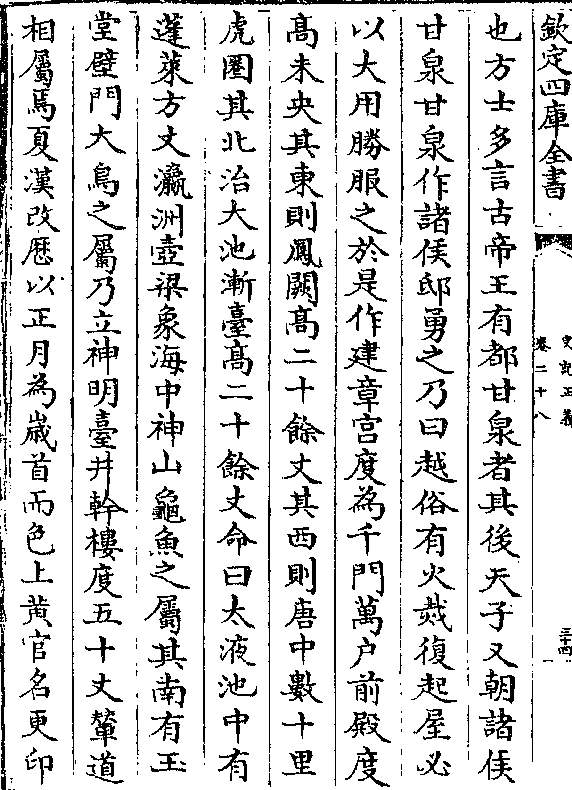 欽定四庫全書
史記正義
卷二十八
三十四
也方士多言古帝王有都甘泉者其後天子又朝諸侯
甘泉甘泉作諸侯邸勇之乃曰越俗有火烖復起屋必
以大用勝服之於是作建章宫度為千門萬户前殿度
髙未央其東則鳳闕髙二十餘丈其西則唐中數十里
虎圏其北治大池漸臺髙二十餘丈命曰太液池中有
蓬萊方丈瀛洲壺梁象海中神山龜魚之屬其南有玉
堂壁門大鳥之屬乃立神明臺井幹樓度五十丈輦道
相屬焉夏漢改厯以正月為嵗首而色上黄官名更印